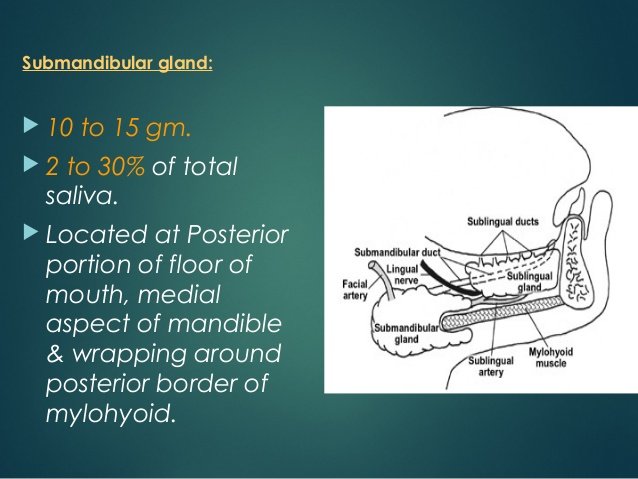 Submandibular gland:
10 to 15 gm.
2 to 30% of total
saliva.
Located at Posterior
portion of floor of
mouth, medial
aspect of mandible
& wrapping around
posterior border of
mylohyoid.
Sublingual ducts
Submandibular duct
Lingual
nerve
Sublingual
gland
Facial
artery
Submandibular
gland
Sublingual
artery
Mylohyoid
muscle